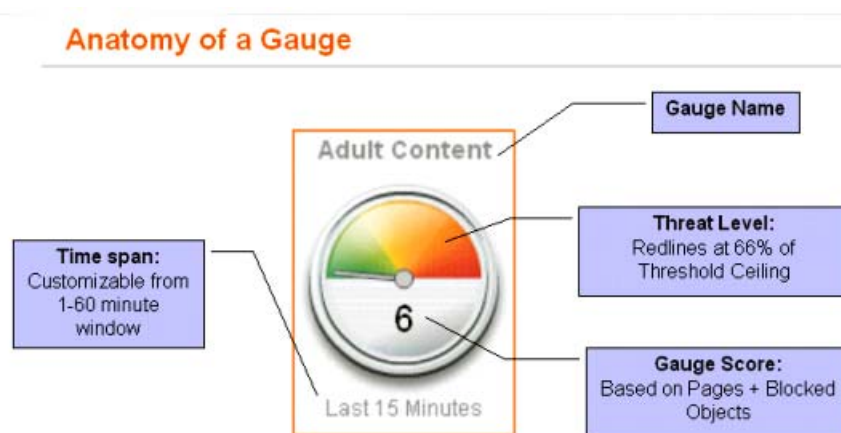 Anatomy of a Gauge
Gauge Name
Adult Content
Threat Level:
Redlines at 66% of
Threshold Ceiling
Time span:
Customizable from
1-60 minute
window
6
Gauge Score:
Based on Pages + Blocked
Objects
Last 15 Minutes